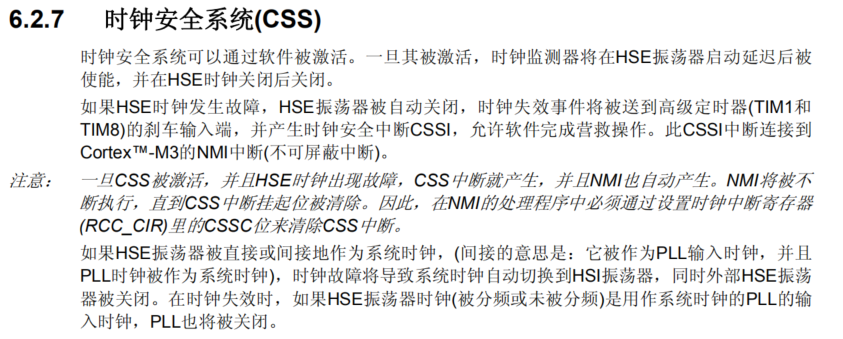 6.2.7 时钟安全系统(CSS)
时钟安全系统可以通过软件被激活。一旦其被激活，时钟监测器将在HSE振荡器启动延迟后被
使能，并在HSE时钟关闭后关闭。
如果HSE时钟发生故障，HSE振荡器被自动关闭，时钟失效事件将被送到高级定时器(TIM1和
TIM8)的刹车输入端，并产生时钟安全中断CSSI，允许软件完成营救操作。此CSSI中断连接到
Cortex™-M3的NMI中断(不可屏蔽中断)。
注意： 一旦CSS被激活，并且HSE时钟出现故障，CSS中断就产生，并且NMI也自动产生。NMI将被不
断执行，直到CSS中断挂起位被清除。因此，在NMI的处理程序中必须通过设置时钟中断寄存器
(RCC_CIR)里的CSSC位来清除CSS中断。
如果HSE振荡器被直接或间接地作为系统时钟，(间接的意思是：它被作为PLL输入时钟，并且
PLL时钟被作为系统时钟)，时钟故障将导致系统时钟自动切换到HSI振荡器，同时外部HSE振荡
器被关闭。在时钟失效时，如果HSE振荡器时钟(被分频或未被分频)是用作系统时钟的PLL的输
入时钟，PLL也将被关闭。